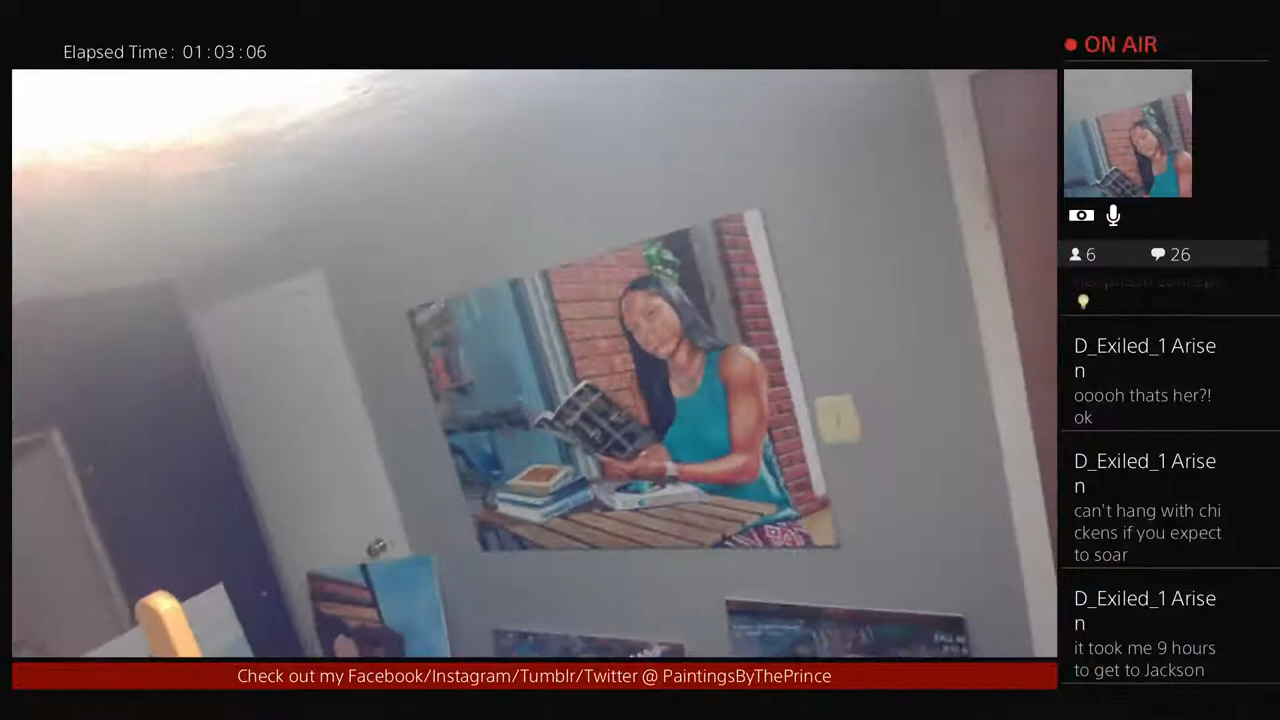 Elapsed Time: 01:03:06
ON AIR
6 26
D_Exiled_1 Arise
n
ooooh thats her?!
ok
D_Exiled_1 Arise
n
can't hang with chi
ckens if you expect
to soar
D_Exiled_1 Arise
n
it took me 9 hours
to get to Jackson
Check out my Facebook/Instagram/Tumblr/Twitter @ PaintingsByThePrince